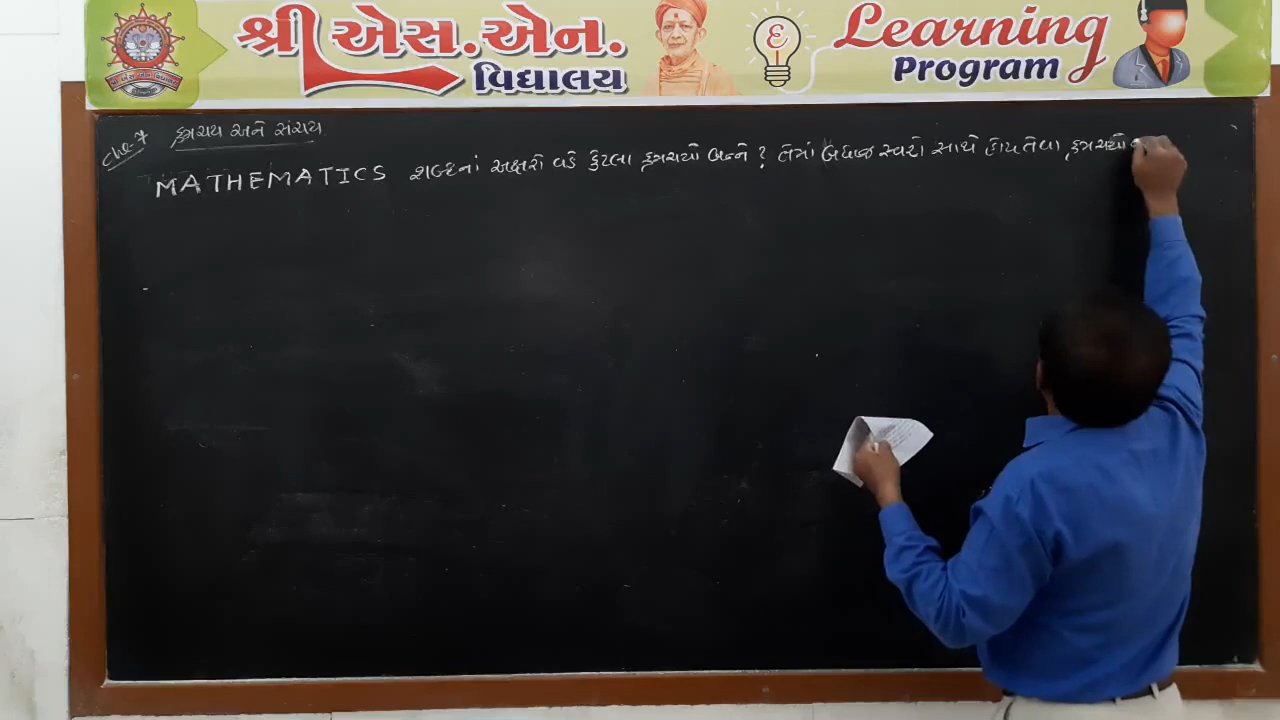 શ્રી એસ.એન.
વિદ્યાલય
Learning
Program
Che-7 ક્રમચય અને સંચય
MATHEMATICS શબ્દનાં અક્ષરો વડે કેટલા ક્રમચયો બને ? તેમાં બધાજ સ્વરો સાથે હોય તેવા ક્રમચયો